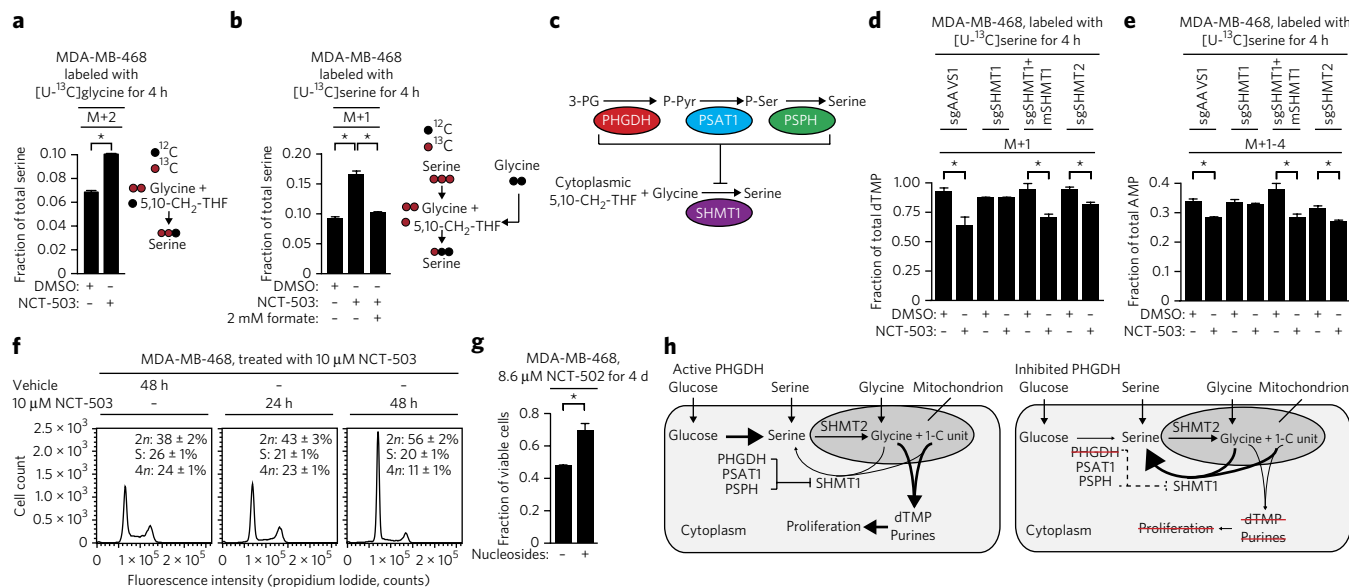 a
MDA-MB-468
labeled with
[U-¹³C]glycine for 4 h
M+2
*
Fraction of total serine
0.10
0.08
0.06
0.04
0.02
0
DMSO: + –
NCT-503: – +
¹²C
¹³C
Glycine +
5,10-CH₂-THF
Serine
b
MDA-MB-468
labeled with
[U-¹³C]serine for 4 h
M+1
* *
Fraction of total serine
0.20
0.15
0.10
0.05
0.00
DMSO: + – –
NCT-503: – + +
2 mM formate: – – +
¹²C
¹³C
Serine
Glycine
Glycine +
5,10-CH₂-THF
Serine
c
3-PG P-Pyr P-Ser Serine
PHGDH PSAT1 PSPH
Cytoplasmic
5,10-CH₂-THF + Glycine Serine
SHMT1
d
MDA-MB-468, labeled with
[U-¹³C]serine for 4 h
sgAAVS1
sgSHMT1
sgSHMT1+
mSHMT1
sgSHMT2
M+1
* * *
Fraction of total dTMP
1.00
0.75
0.50
0.25
0
DMSO: + – + – + – + –
NCT-503: – + – + – + – +
e
MDA-MB-468, labeled with
[U-¹³C]serine for 4 h
sgAAVS1
sgSHMT1
sgSHMT1+
mSHMT1
sgSHMT2
M+1-4
* * *
Fraction of total AMP
0.4
0.3
0.2
0.1
0
DMSO: + – + – + – + –
NCT-503: – + – + – + – +
f
MDA-MB-468, treated with 10 μM NCT-503
Vehicle 48 h – –
10 μM NCT-503 – 24 h 48 h
Cell count
2.5 × 10³
2.0 × 10³
1.5 × 10³
1.0 × 10³
0.5 × 10³
0
2n: 38 ± 2%
S: 26 ± 1%
4n: 24 ± 1%
2n: 43 ± 3%
S: 21 ± 1%
4n: 23 ± 1%
2n: 56 ± 2%
S: 20 ± 1%
4n: 11 ± 1%
0 1 × 10⁵ 2 × 10⁵ 0 1 × 10⁵ 2 × 10⁵ 0 1 × 10⁵ 2 × 10⁵
Fluorescence intensity (propidium Iodide, counts)
g
MDA-MB-468,
8.6 μM NCT-502 for 4 d
*
Fraction of viable cells
0.8
0.6
0.4
0.2
0.0
Nucleosides: – +
h
Active PHGDH
Glucose Serine Glycine Mitochondrion
Glucose Serine SHMT2 Glycine + 1-C unit
PHGDH
PSAT1
PSPH
SHMT1
Proliferation
dTMP
Purines
Cytoplasm
Inhibited PHGDH
Glucose Serine Glycine Mitochondrion
Glucose Serine SHMT2 Glycine + 1-C unit
PHGDH
PSAT1
PSPH
SHMT1
Proliferation
dTMP
Purines
Cytoplasm